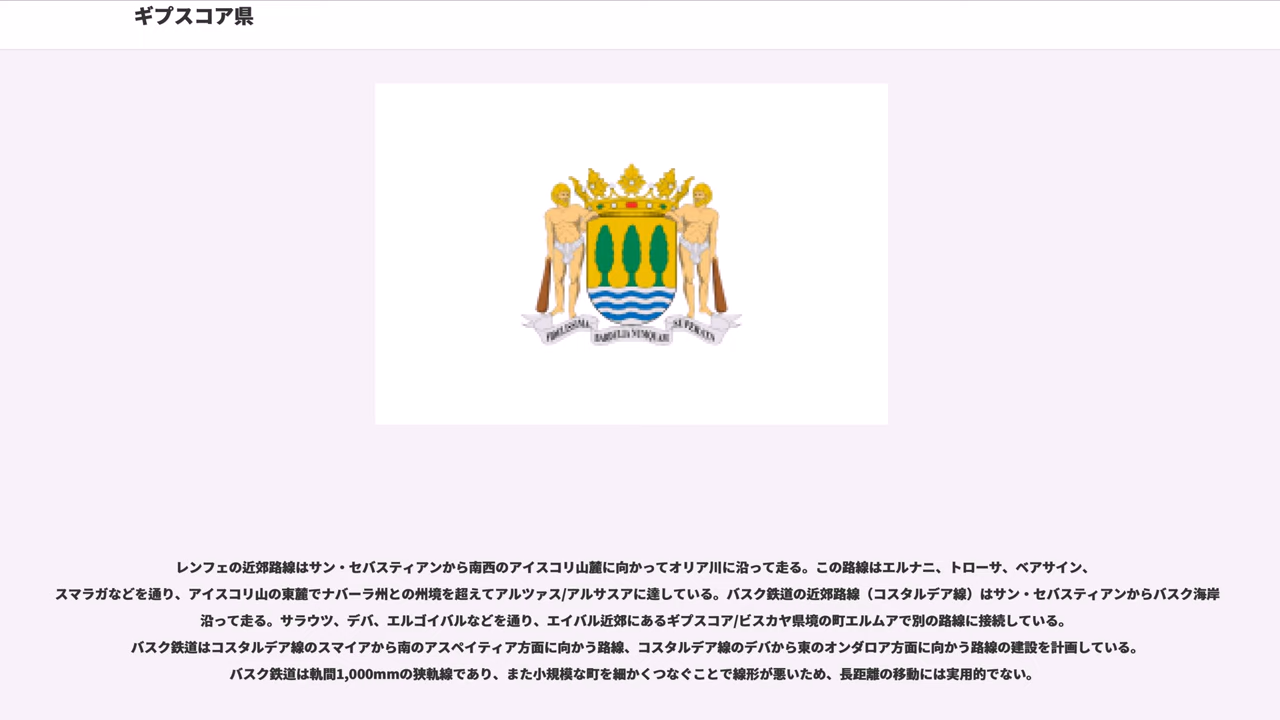 ギプスコア県
FIDELISSIMA BARDULIA NUNQUAM SUPERATA
レンフェの近郊路線はサン・セバスティアンから南西のアイスコリ山麓に向かってオリア川に沿って走る。この路線はエルナニ、トローサ、ベアサイン、
スマラガなどを通り、アイスコリ山の東麓でナバーラ州との州境を超えてアルツァス/アルサスアに達している。バスク鉄道の近郊路線（コスタルデア線）はサン・セバスティアンからバスク海岸
沿って走る。サラウツ、デバ、エルゴイバルなどを通り、エイバル近郊にあるギプスコア/ビスカヤ県境の町エルムアで別の路線に接続している。
バスク鉄道はコスタルデア線のスマイアから南のアスペイティア方面に向かう路線、コスタルデア線のデバから東のオンダロア方面に向かう路線の建設を計画している。
バスク鉄道は軌間1,000mmの狭軌線であり、また小規模な町を細かくつなぐことで線形が悪いため、長距離の移動には実用的でない。